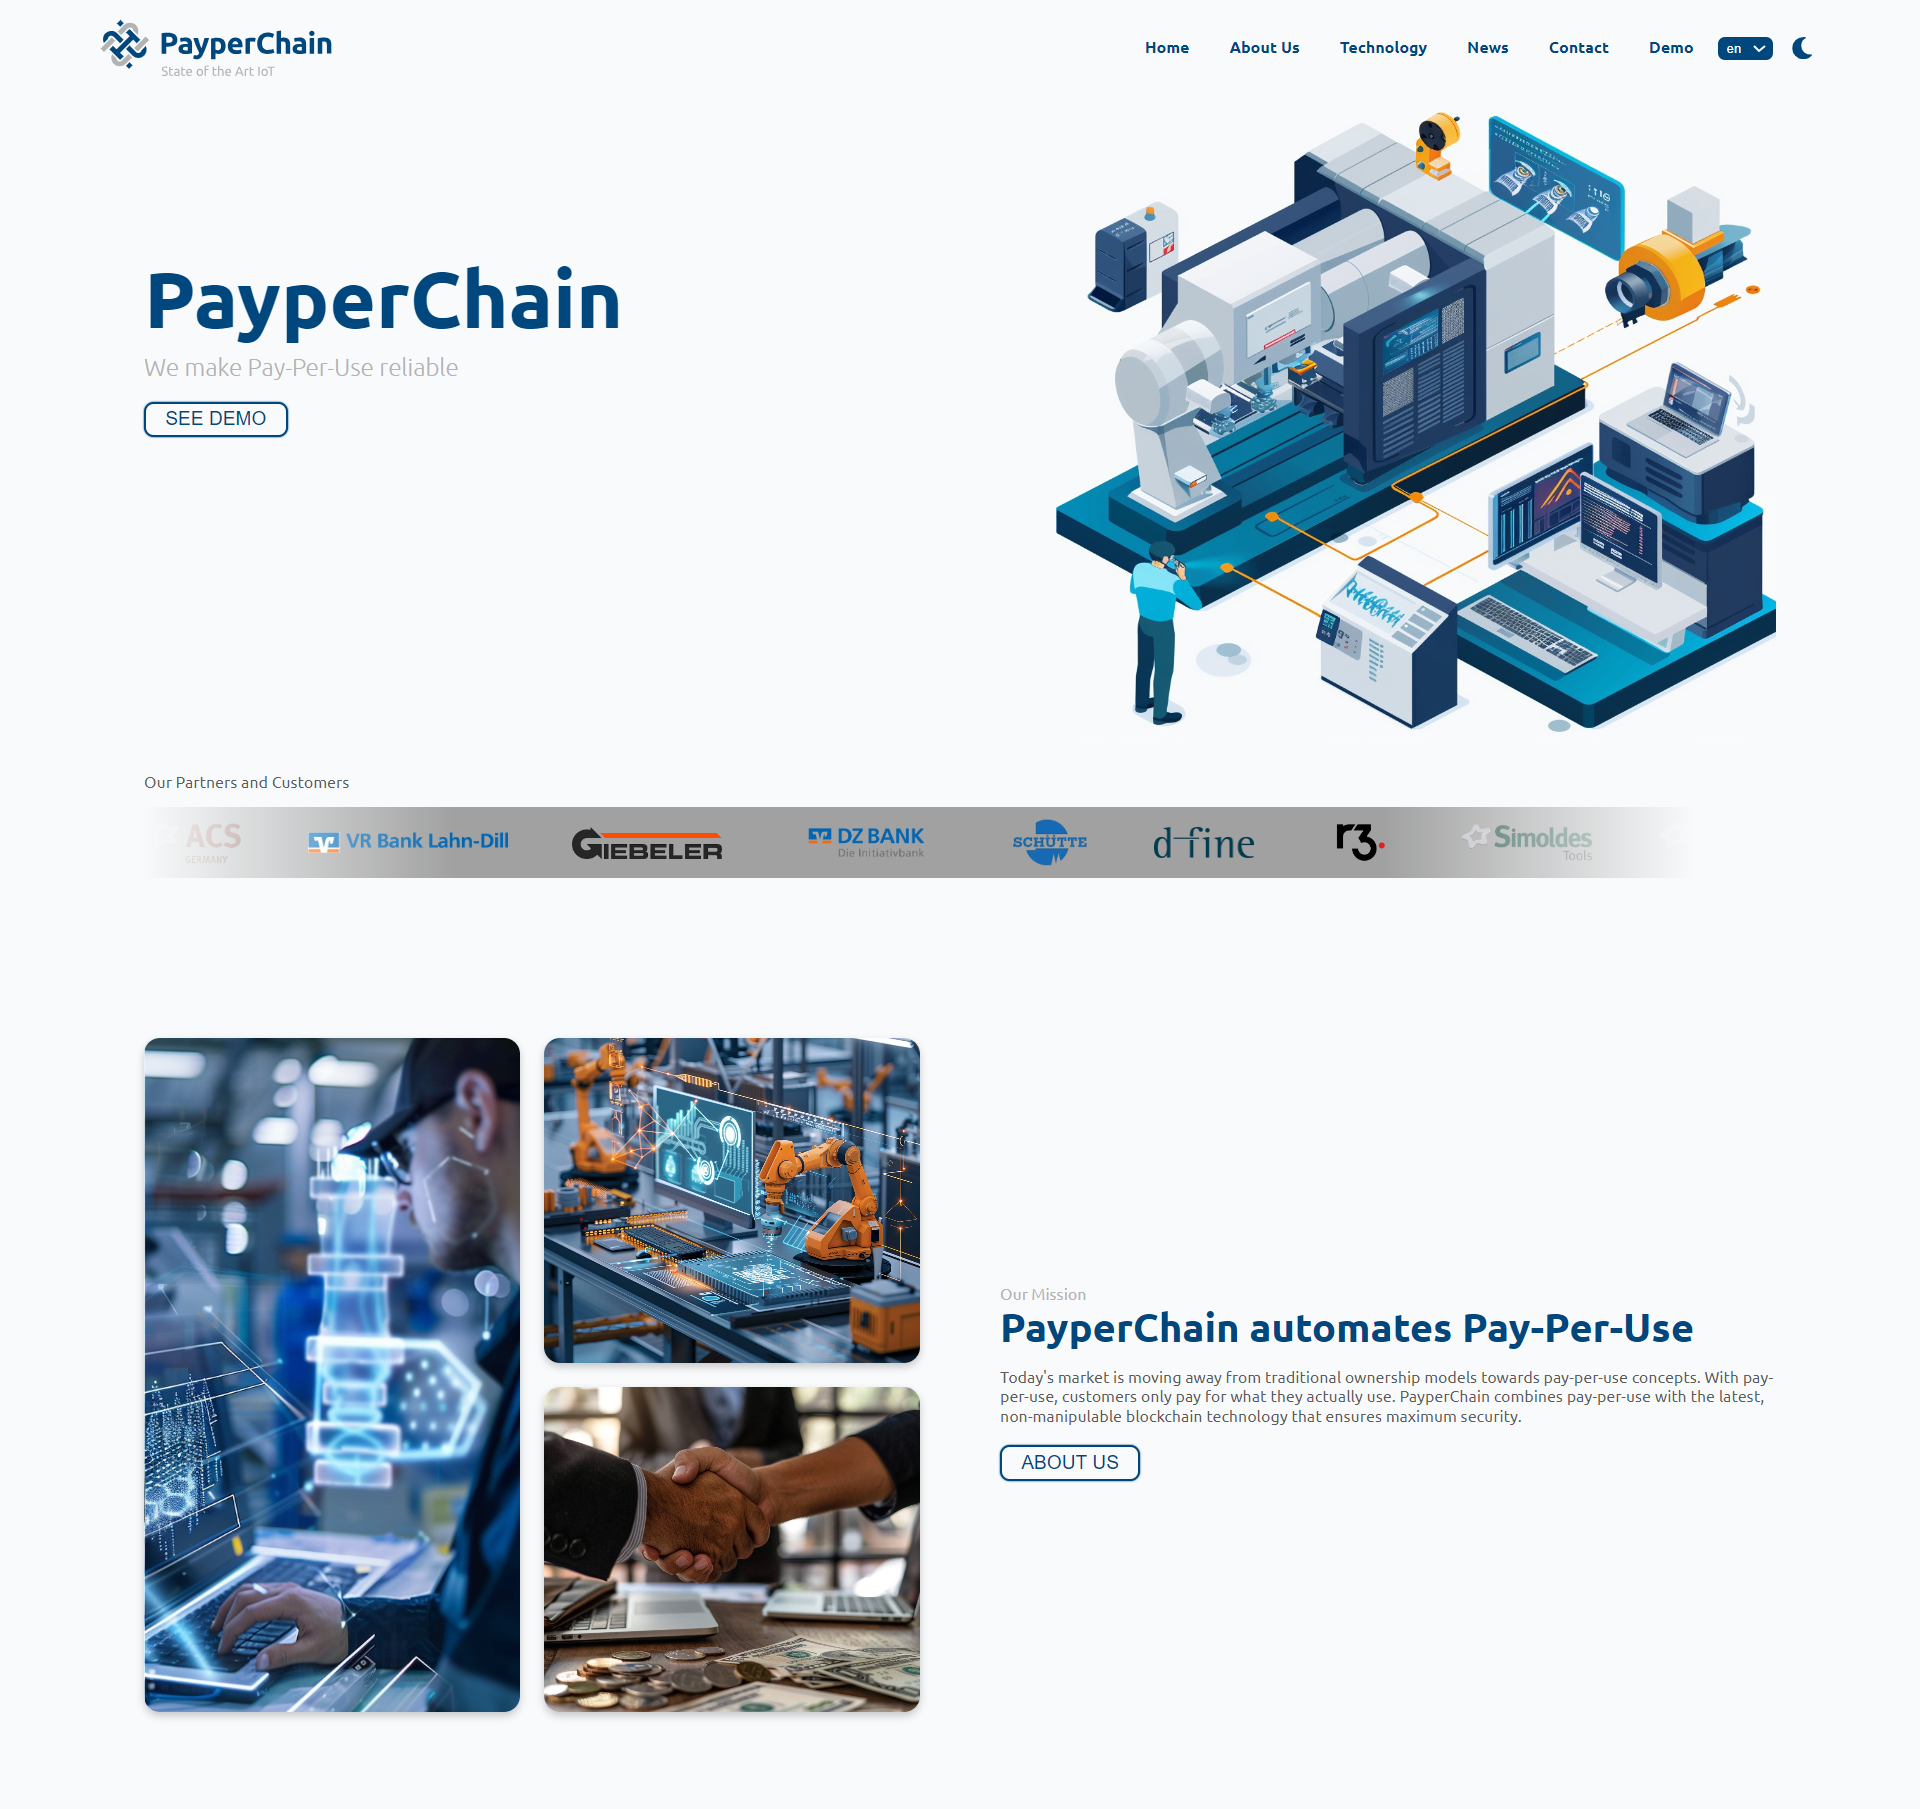 PayperChain
State of the Art IoT
Home
About Us
Technology
News
Contact
Demo
en
PayperChain
We make Pay-Per-Use reliable
SEE DEMO
Our Partners and Customers
ACS
GERMANY
VR Bank Lahn-Dill
GIEBELER
DZ BANK
Die Initiativbank
SCHÜTTE
d-fine
r3.
Simoldes
Tools
Our Mission
PayperChain automates Pay-Per-Use
Today's market is moving away from traditional ownership models towards pay-per-use concepts. With pay-
per-use, customers only pay for what they actually use. PayperChain combines pay-per-use with the latest,
non-manipulable blockchain technology that ensures maximum security.
ABOUT US